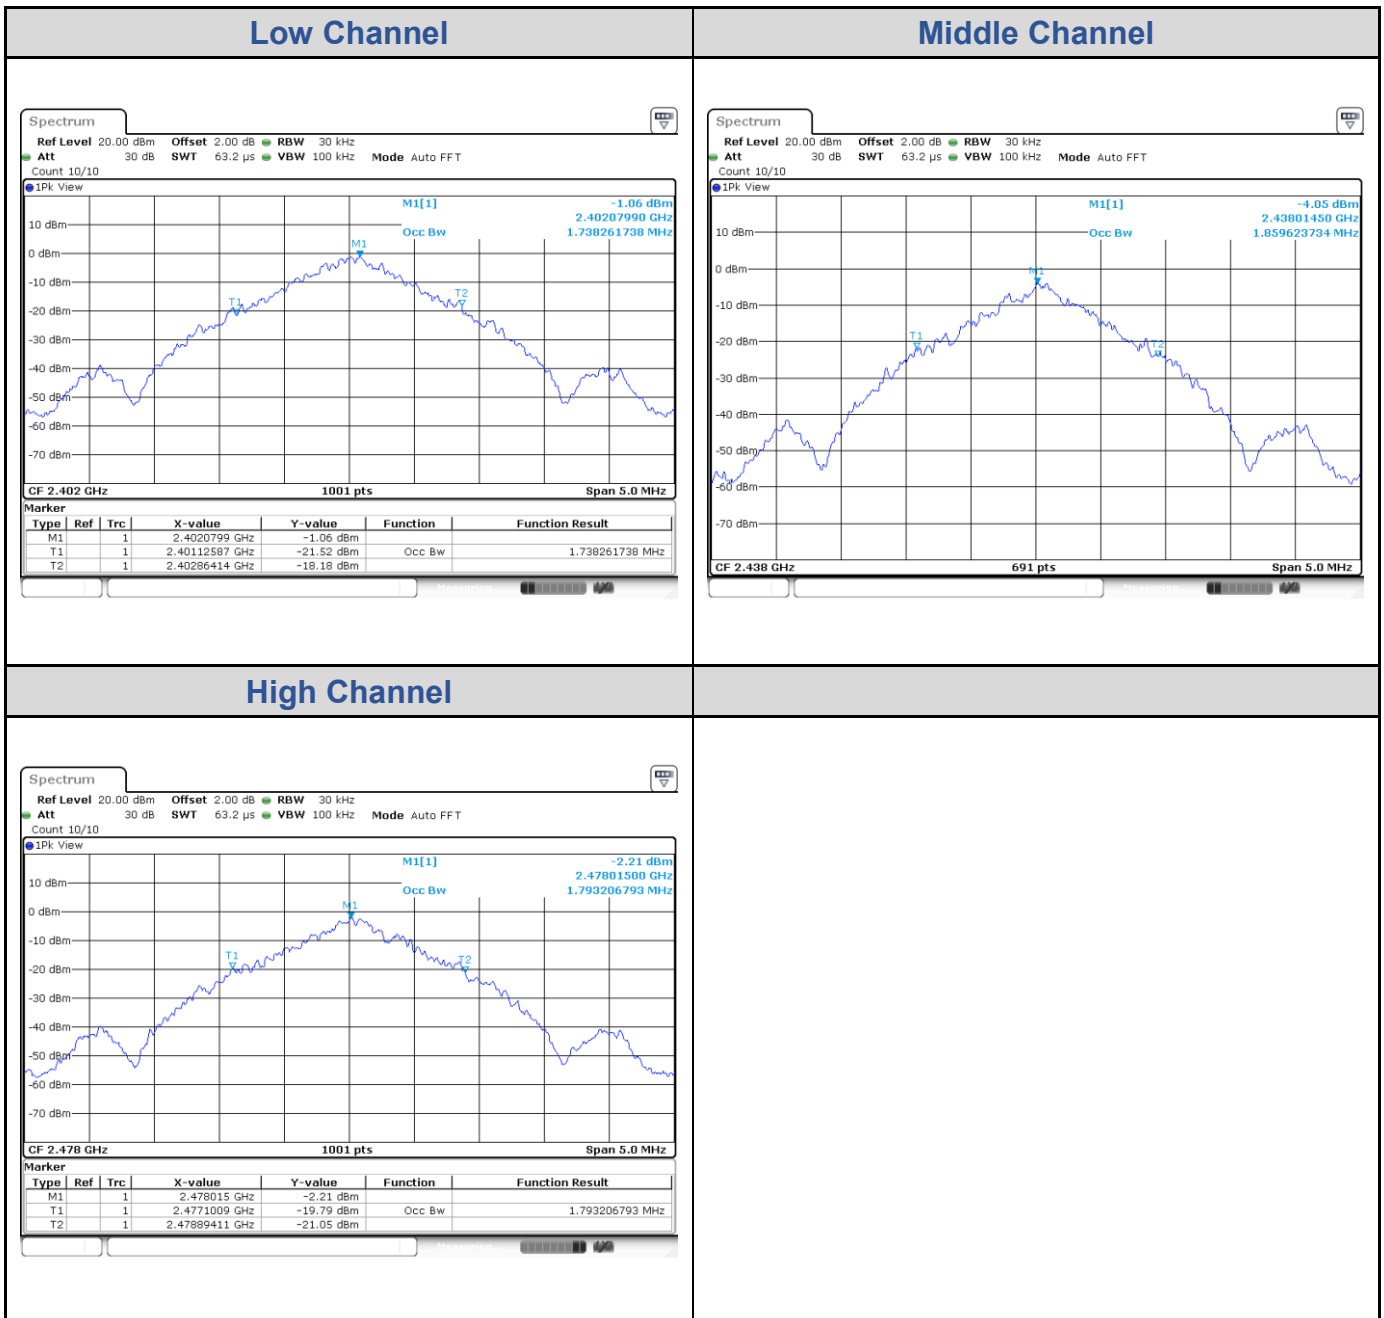 Low Channel
Middle Channel
Spectrum
Ref Level 20.00 dBm Offset 2.00 dB RBW 30 kHz
Att 30 dB SWT 63.2 µs VBW 100 kHz Mode Auto FFT
Count 10/10
1Pk View
M1[1] -1.06 dBm
2.40207990 GHz
Occ Bw 1.738261738 MHz
10 dBm
M1
0 dBm
-10 dBm
T1
T2
-20 dBm
-30 dBm
-40 dBm
-50 dBm
-60 dBm
-70 dBm
CF 2.402 GHz 1001 pts Span 5.0 MHz
Marker
Type Ref Trc X-value Y-value Function Function Result
M1 1 2.4020799 GHz -1.06 dBm
T1 1 2.40112587 GHz -21.52 dBm Occ Bw 1.738261738 MHz
T2 1 2.40286414 GHz -18.18 dBm
Measuring...
Spectrum
Ref Level 20.00 dBm Offset 2.00 dB RBW 30 kHz
Att 30 dB SWT 63.2 µs VBW 100 kHz Mode Auto FFT
Count 10/10
1Pk View
M1[1] -4.05 dBm
2.43801450 GHz
Occ Bw 1.859623734 MHz
10 dBm
0 dBm
M1
-10 dBm
T1
-20 dBm
T2
-30 dBm
-40 dBm
-50 dBm
-60 dBm
-70 dBm
CF 2.438 GHz 691 pts Span 5.0 MHz
Measuring...
High Channel
Spectrum
Ref Level 20.00 dBm Offset 2.00 dB RBW 30 kHz
Att 30 dB SWT 63.2 µs VBW 100 kHz Mode Auto FFT
Count 10/10
1Pk View
M1[1] -2.21 dBm
2.47801500 GHz
Occ Bw 1.793206793 MHz
10 dBm
M1
0 dBm
-10 dBm
T1
T2
-20 dBm
-30 dBm
-40 dBm
-50 dBm
-60 dBm
-70 dBm
CF 2.478 GHz 1001 pts Span 5.0 MHz
Marker
Type Ref Trc X-value Y-value Function Function Result
M1 1 2.478015 GHz -2.21 dBm
T1 1 2.4771009 GHz -19.79 dBm Occ Bw 1.793206793 MHz
T2 1 2.47889411 GHz -21.05 dBm
Measuring...